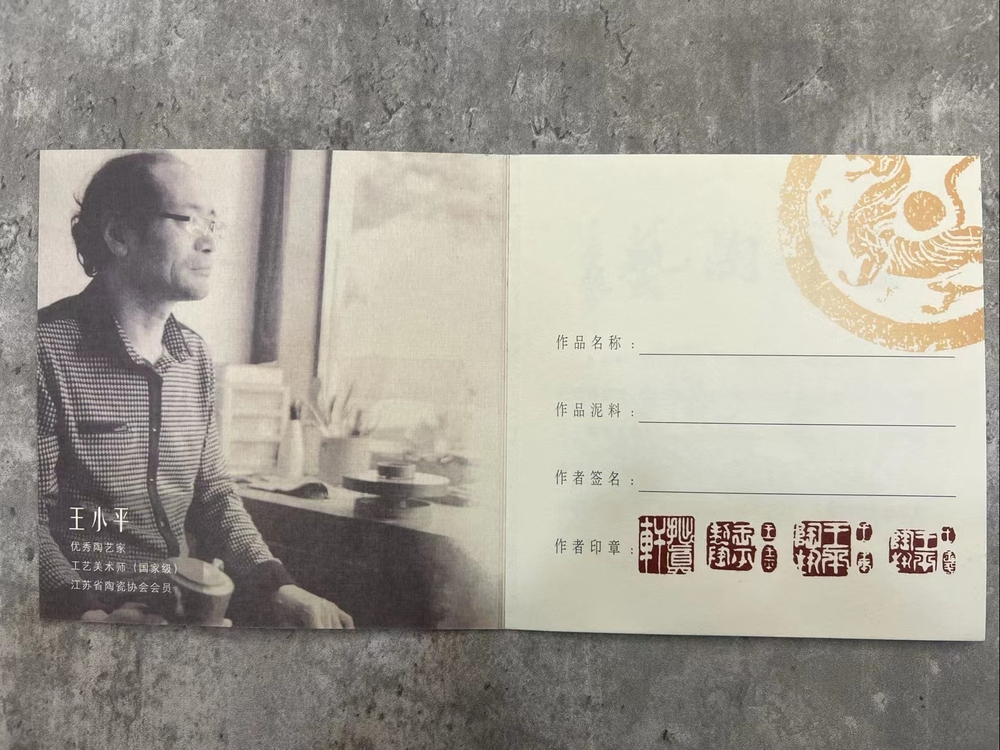 王小平
优秀陶艺家
工艺美术师（国家级）
江苏省陶瓷协会会员
作品名称：
作品泥料：
作者签名：
作者印章：